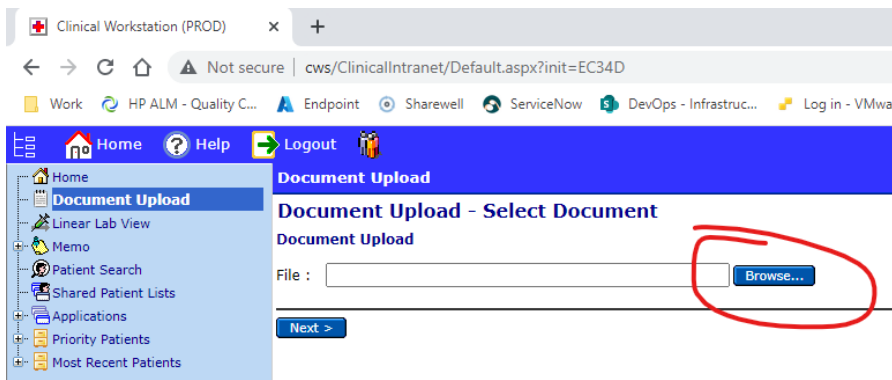 Clinical Workstation (PROD)
Not secure | cws/ClinicalIntranet/Default.aspx?init=EC34D
Work HP ALM - Quality C... Endpoint Sharewell ServiceNow DevOps - Infrastruc... Log in - VMwa
Home Help Logout
Home
Document Upload
Linear Lab View
Memo
Patient Search
Shared Patient Lists
Applications
Priority Patients
Most Recent Patients
Document Upload
Document Upload - Select Document
Document Upload
File : Browse...
Next >